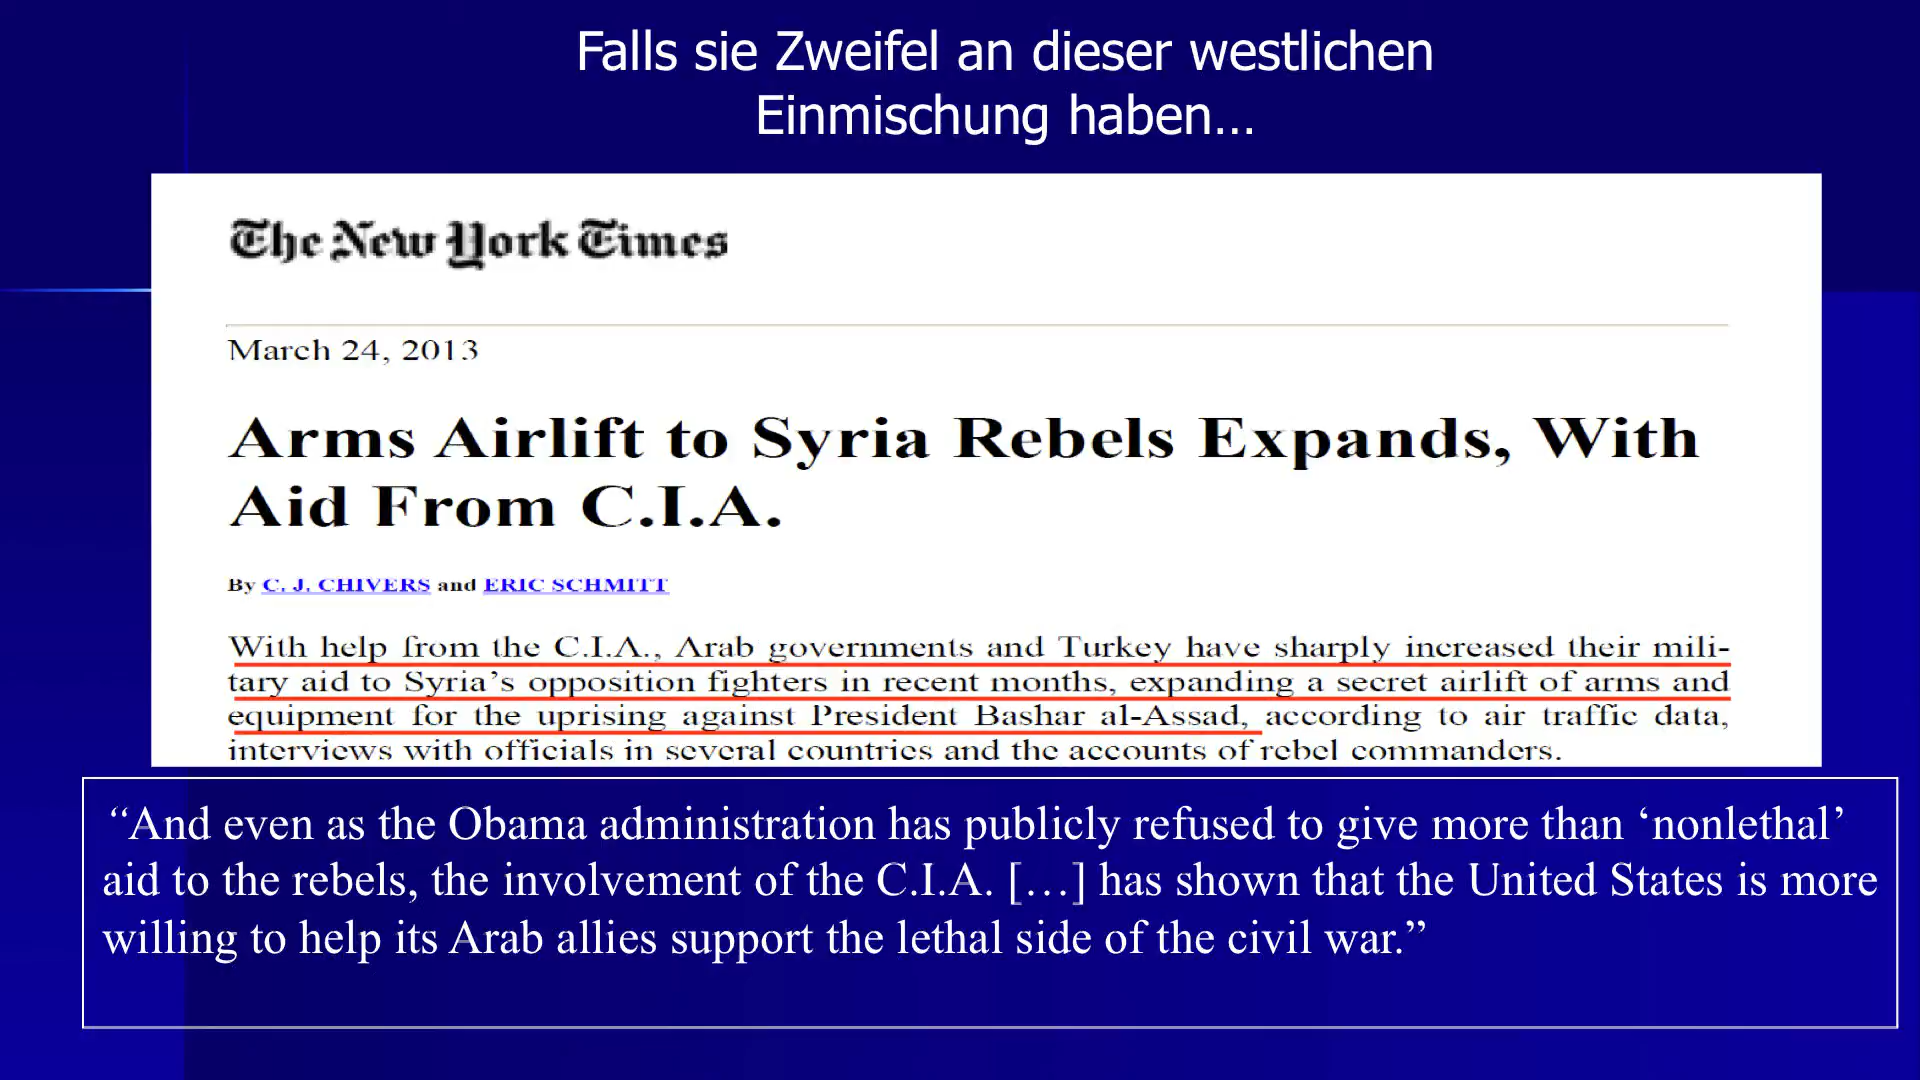 Falls sie Zweifel an dieser westlichen
Einmischung haben…
The New York Times
March 24, 2013
Arms Airlift to Syria Rebels Expands, With
Aid From C.I.A.
By C. J. CHIVERS and ERIC SCHMITT
With help from the C.I.A., Arab governments and Turkey have sharply increased their mili-
tary aid to Syria’s opposition fighters in recent months, expanding a secret airlift of arms and
equipment for the uprising against President Bashar al-Assad, according to air traffic data,
interviews with officials in several countries and the accounts of rebel commanders.
“And even as the Obama administration has publicly refused to give more than ‘nonlethal’
aid to the rebels, the involvement of the C.I.A. […] has shown that the United States is more
willing to help its Arab allies support the lethal side of the civil war.”